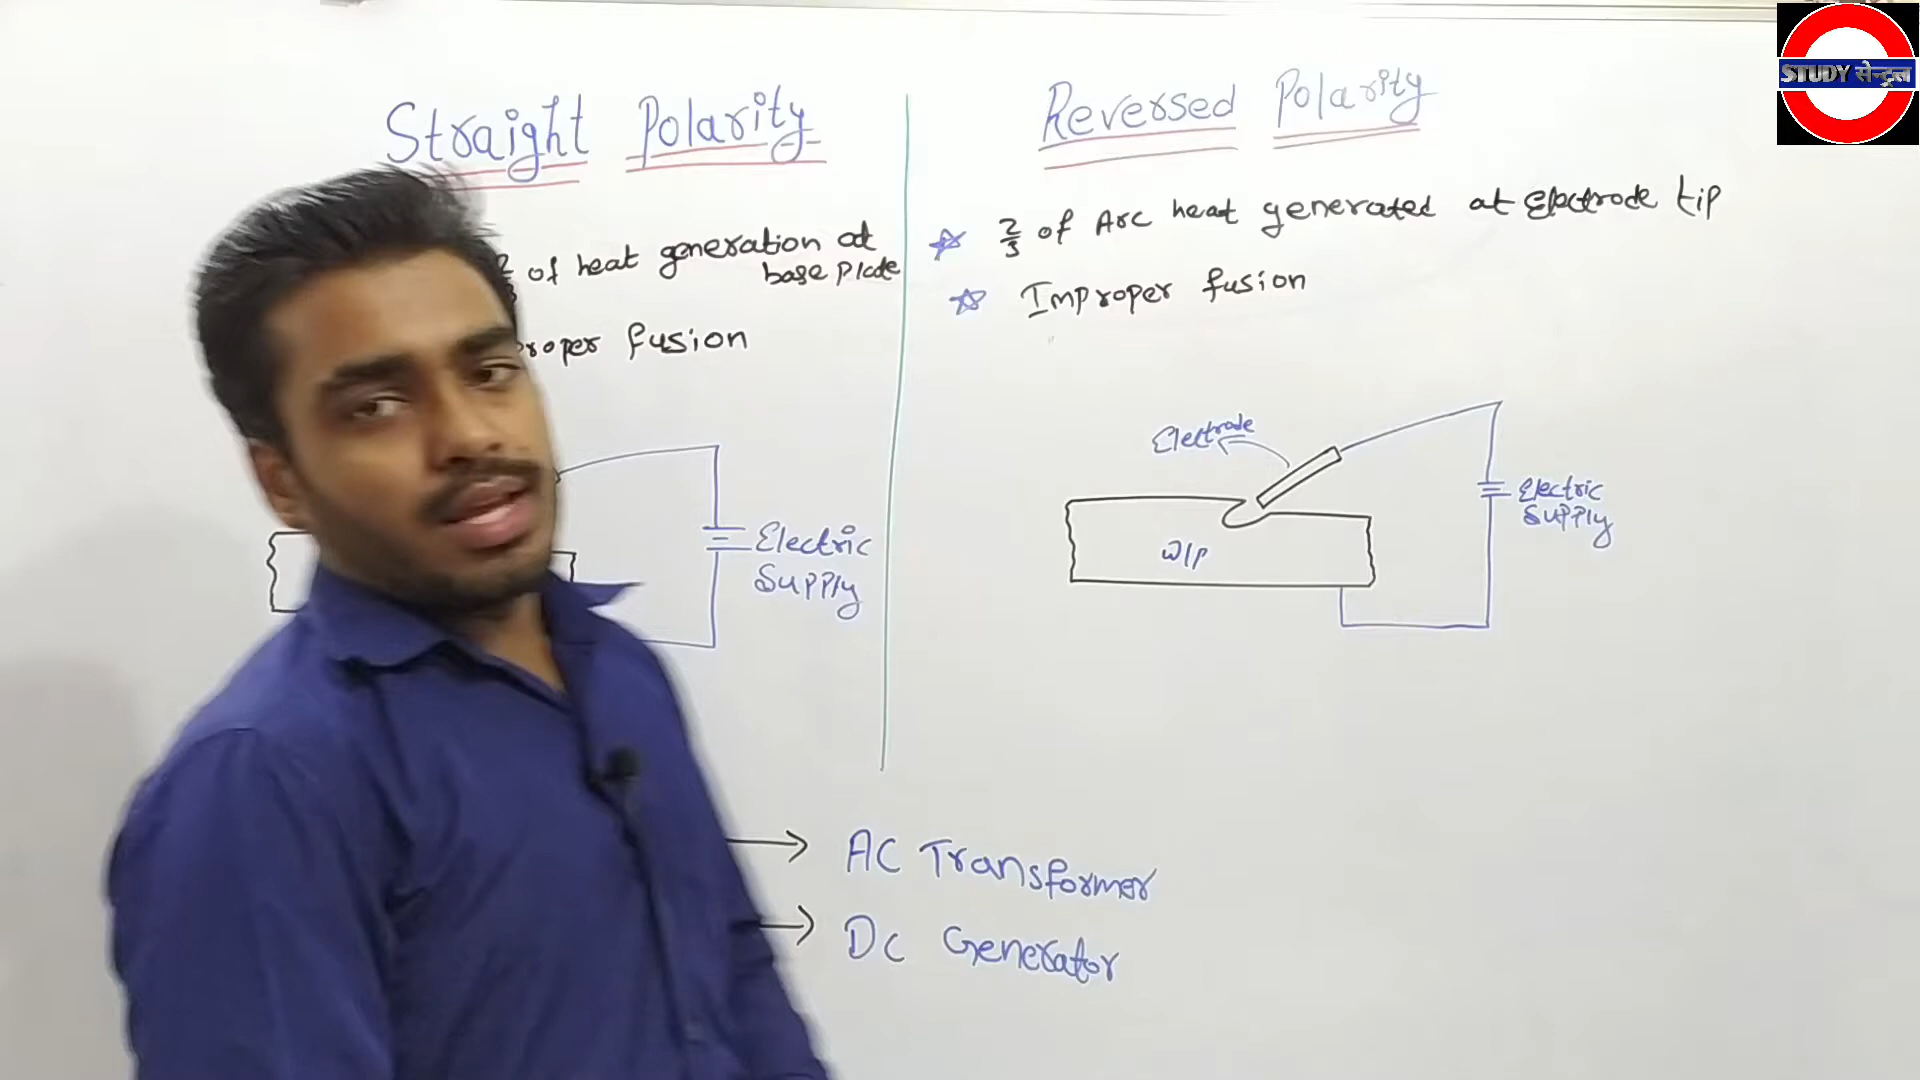 STUDY सेन्ट्रल
Straight Polarity
of heat generation at
base plate
proper fusion
Electric
Supply
Reversed Polarity
2/3 of Arc heat generated at Electrode tip
Improper fusion
Electrode
W/P
Electric
Supply
AC Transformer
DC Generator